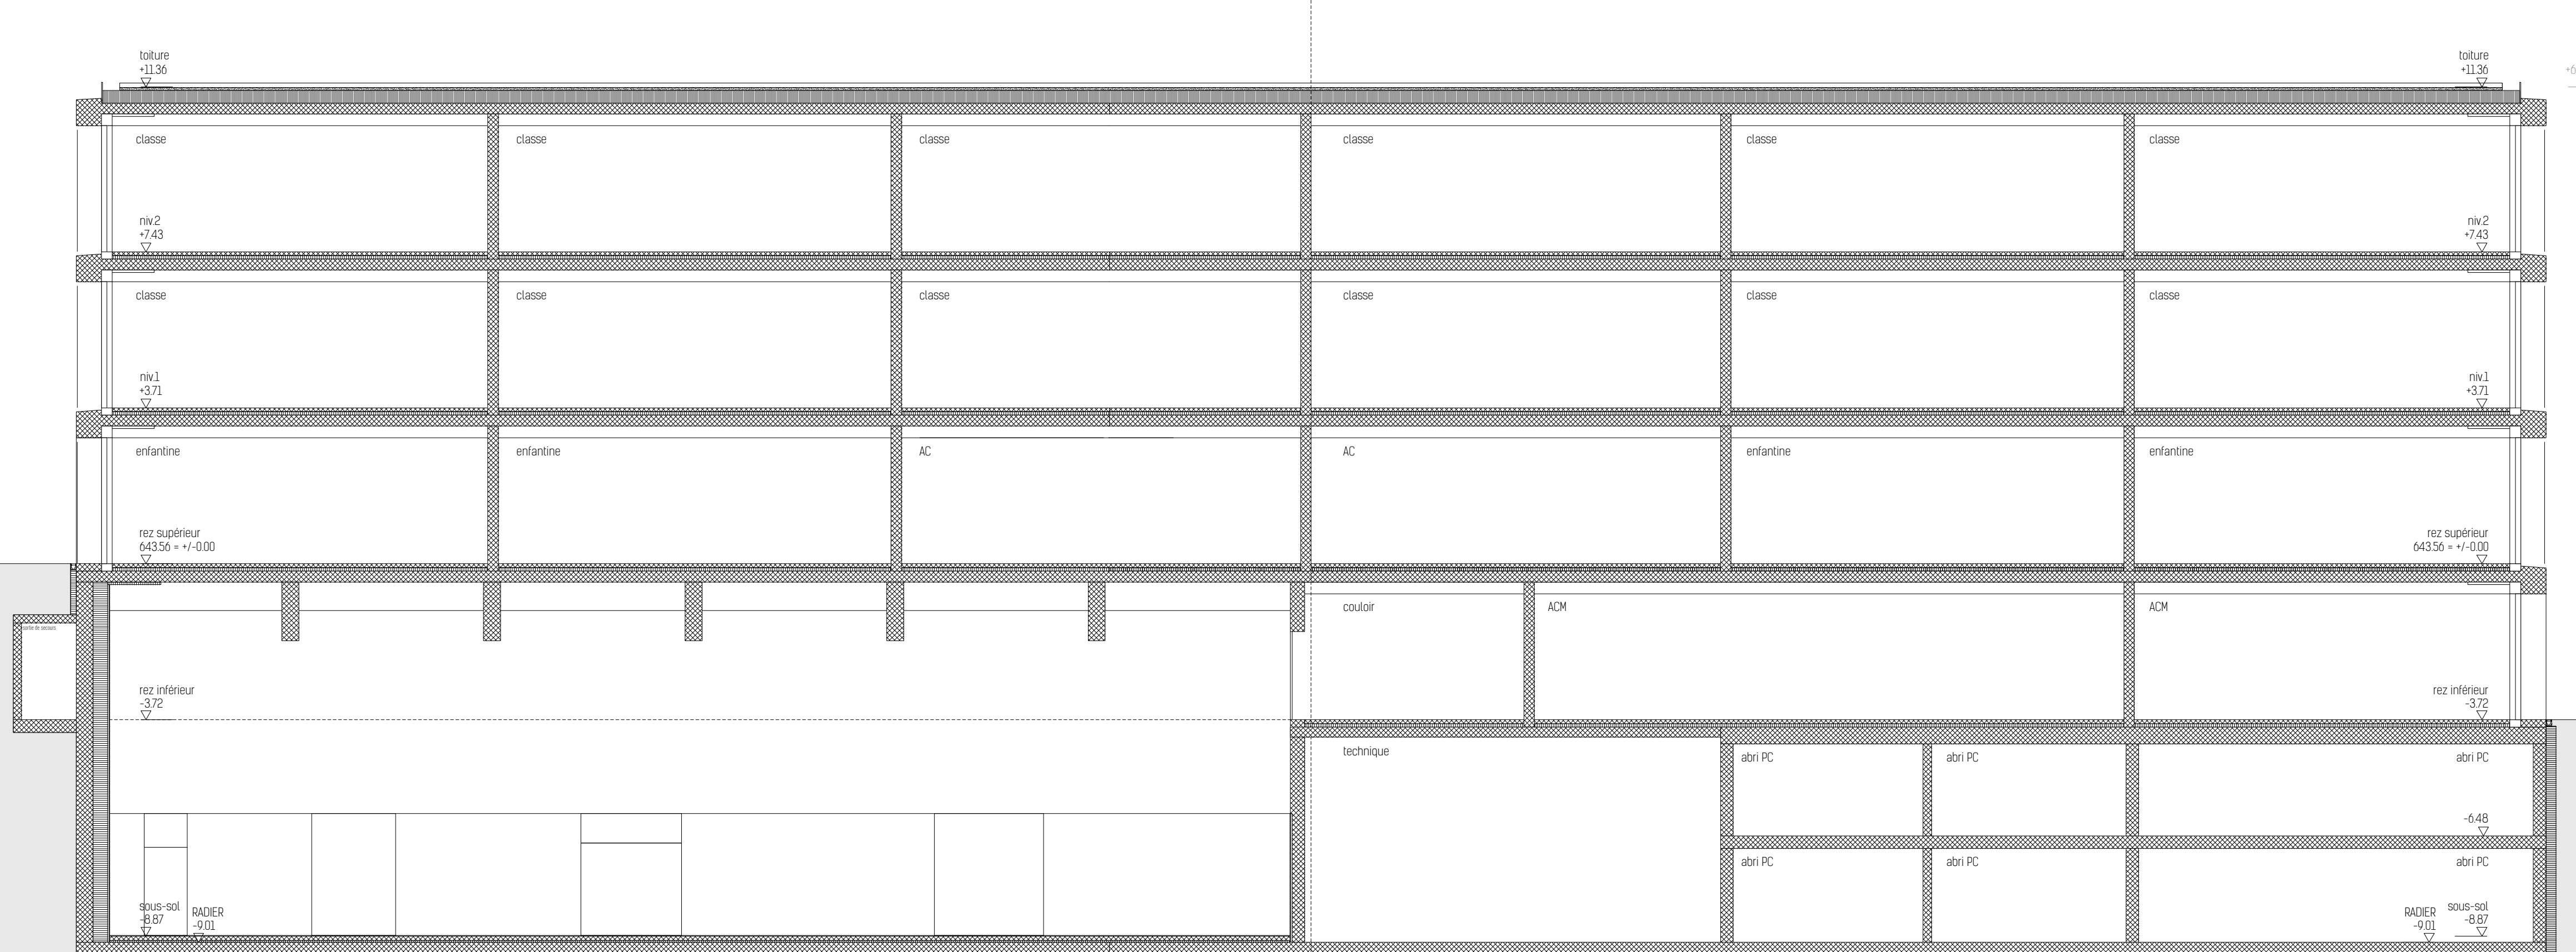 toiture
+11.36
toiture
+11.36
classe
classe
classe
classe
classe
classe
niv.2
+7.43
niv.2
+7.43
classe
classe
classe
classe
classe
classe
niv.1
+3.71
niv.1
+3.71
enfantine
enfantine
AC
AC
enfantine
enfantine
rez supérieur
643.56 = +/-0.00
rez supérieur
643.56 = +/-0.00
sortie de secours
couloir
ACM
ACM
rez inférieur
-3.72
rez inférieur
-3.72
technique
abri PC
abri PC
abri PC
-6.48
abri PC
abri PC
abri PC
sous-sol
-8.87
RADIER
-9.01
RADIER
-9.01
sous-sol
-8.87